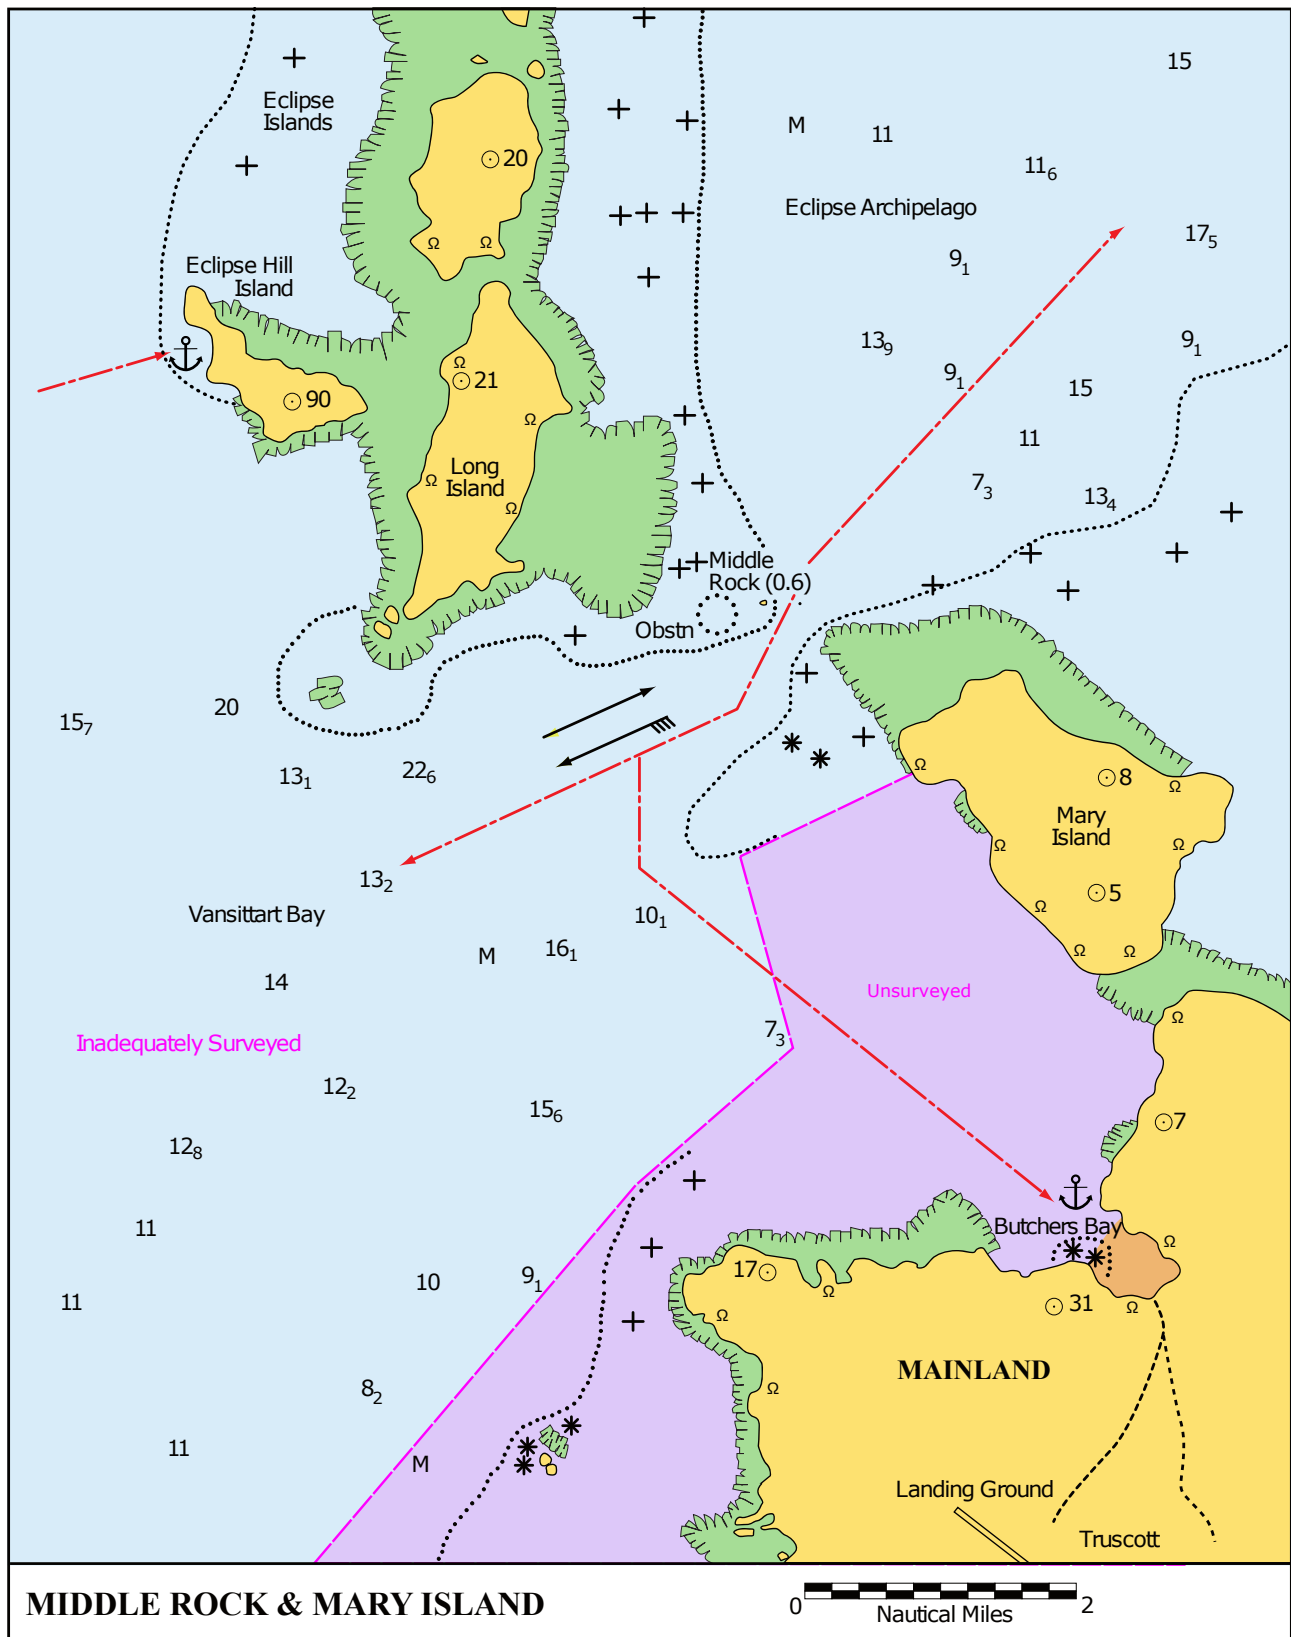 15
Eclipse
Islands
M
11
20
11₆
Eclipse Archipelago
17₅
Eclipse Hill
Island
9₁
13₉
9₁
9₁
21
15
90
11
Long
Island
7₃
13₄
Middle
Rock (0.6)
Obstn
20
15₇
13₁
22₆
8
Mary
Island
13₂
5
Vansittart Bay
10₁
16₁
M
14
Unsurveyed
7₃
Inadequately Surveyed
12₂
15₆
7
12₈
11
Butchers Bay
17
10
9₁
11
31
MAINLAND
8₂
11
M
Landing Ground
Truscott
MIDDLE ROCK & MARY ISLAND
0
2
Nautical Miles